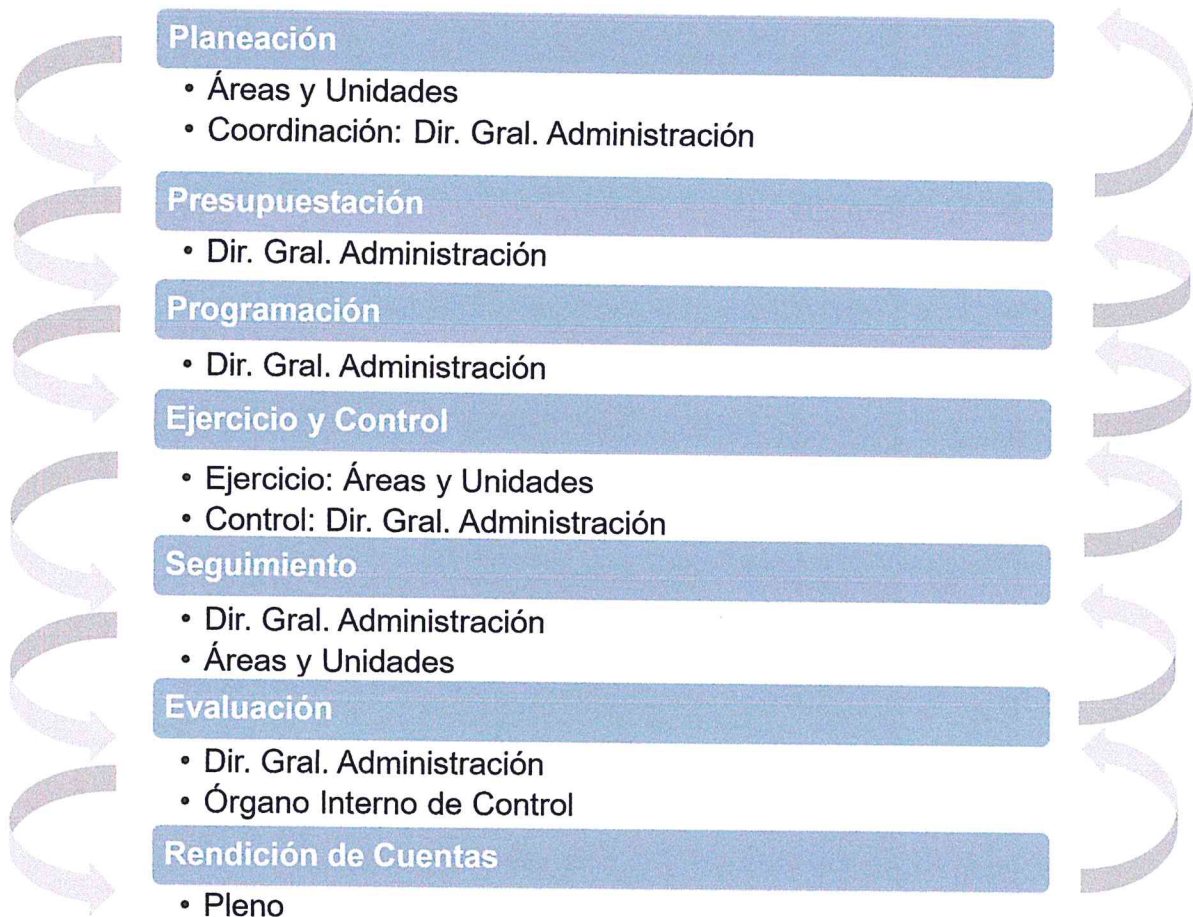 Planeación
• Áreas y Unidades
• Coordinación: Dir. Gral. Administración
Presupuestación
• Dir. Gral. Administración
Programación
• Dir. Gral. Administración
Ejercicio y Control
• Ejercicio: Áreas y Unidades
• Control: Dir. Gral. Administración
Seguimiento
• Dir. Gral. Administración
• Áreas y Unidades
Evaluación
• Dir. Gral. Administración
• Órgano Interno de Control
Rendición de Cuentas
• Pleno